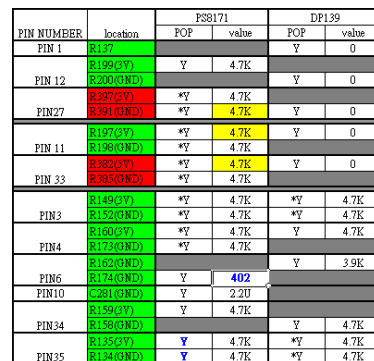 PS8171 DP139
PIN NUMBER location POP value POP value
PIN 1 R137 Y 0
R199(3V) Y 4.7K
PIN 12 R200(GND) Y 0
R397(3V) *Y 4.7K
PIN27 R391(GND) *Y 4.7K Y 0
R197(3V) *Y 4.7K Y 0
PIN 11 R198(GND) *Y 4.7K
R382(3V) *Y 4.7K Y 0
PIN 33 R385(GND) *Y 4.7K
R149(3V) *Y 4.7K *Y 4.7K
PIN3 R152(GND) *Y 4.7K *Y 4.7K
R160(3V) *Y 4.7K Y 4.7K
PIN4 R173(GND) *Y 4.7K
R162(GND) Y 3.9K
PIN6 R174(GND) Y 402
PIN10 C281(GND) Y 2.2U
R159(3V) Y 4.7K
PIN34 R158(GND) Y 4.7K
R135(3V) Y 4.7K *Y 4.7K
PIN35 R134(GND) Y 4.7K *Y 4.7K